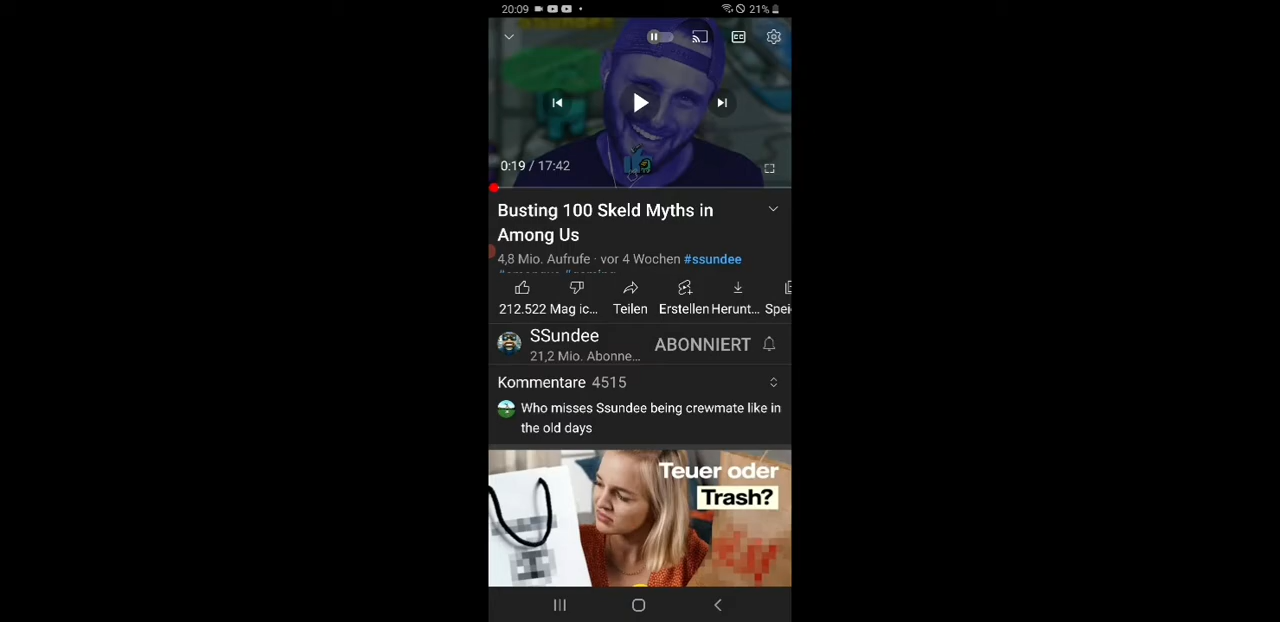 20:09
21%
0:19 / 17:42
Busting 100 Skeld Myths in
Among Us
4,8 Mio. Aufrufe · vor 4 Wochen #ssundee
#amongus #gaming
212.522 Mag ic... Teilen Erstellen Herunt... Spei
SSundee
21,2 Mio. Abonne...
ABONNIERT
Kommentare 4515
Who misses Ssundee being crewmate like in
the old days
Teuer oder
Trash?